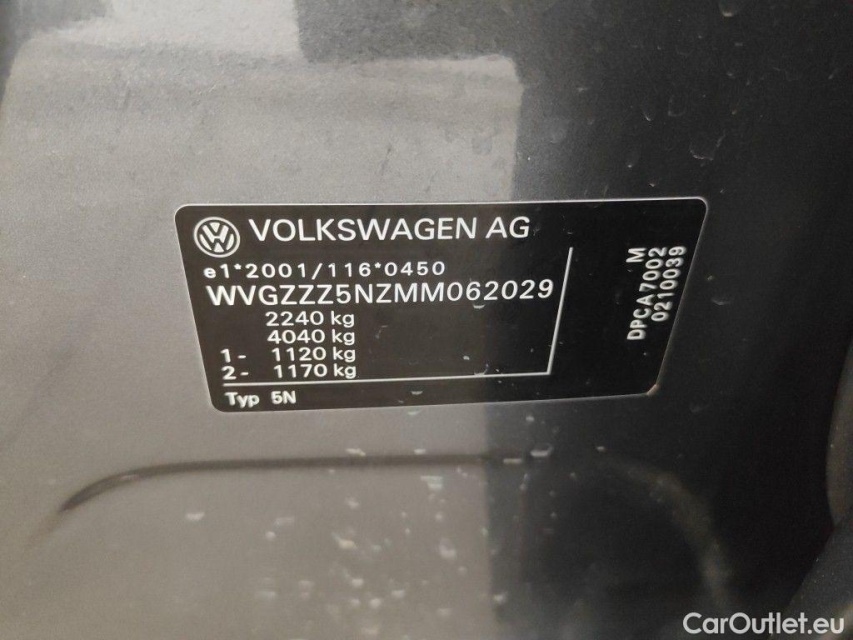 VOLKSWAGEN AG
e1*2001/116*0450
WVGZZZ5NZMM062029
2240 kg
4040 kg
1- 1120 kg
2- 1170 kg
Typ 5N
M
DPCA7002
0210039
CarOutlet.eu